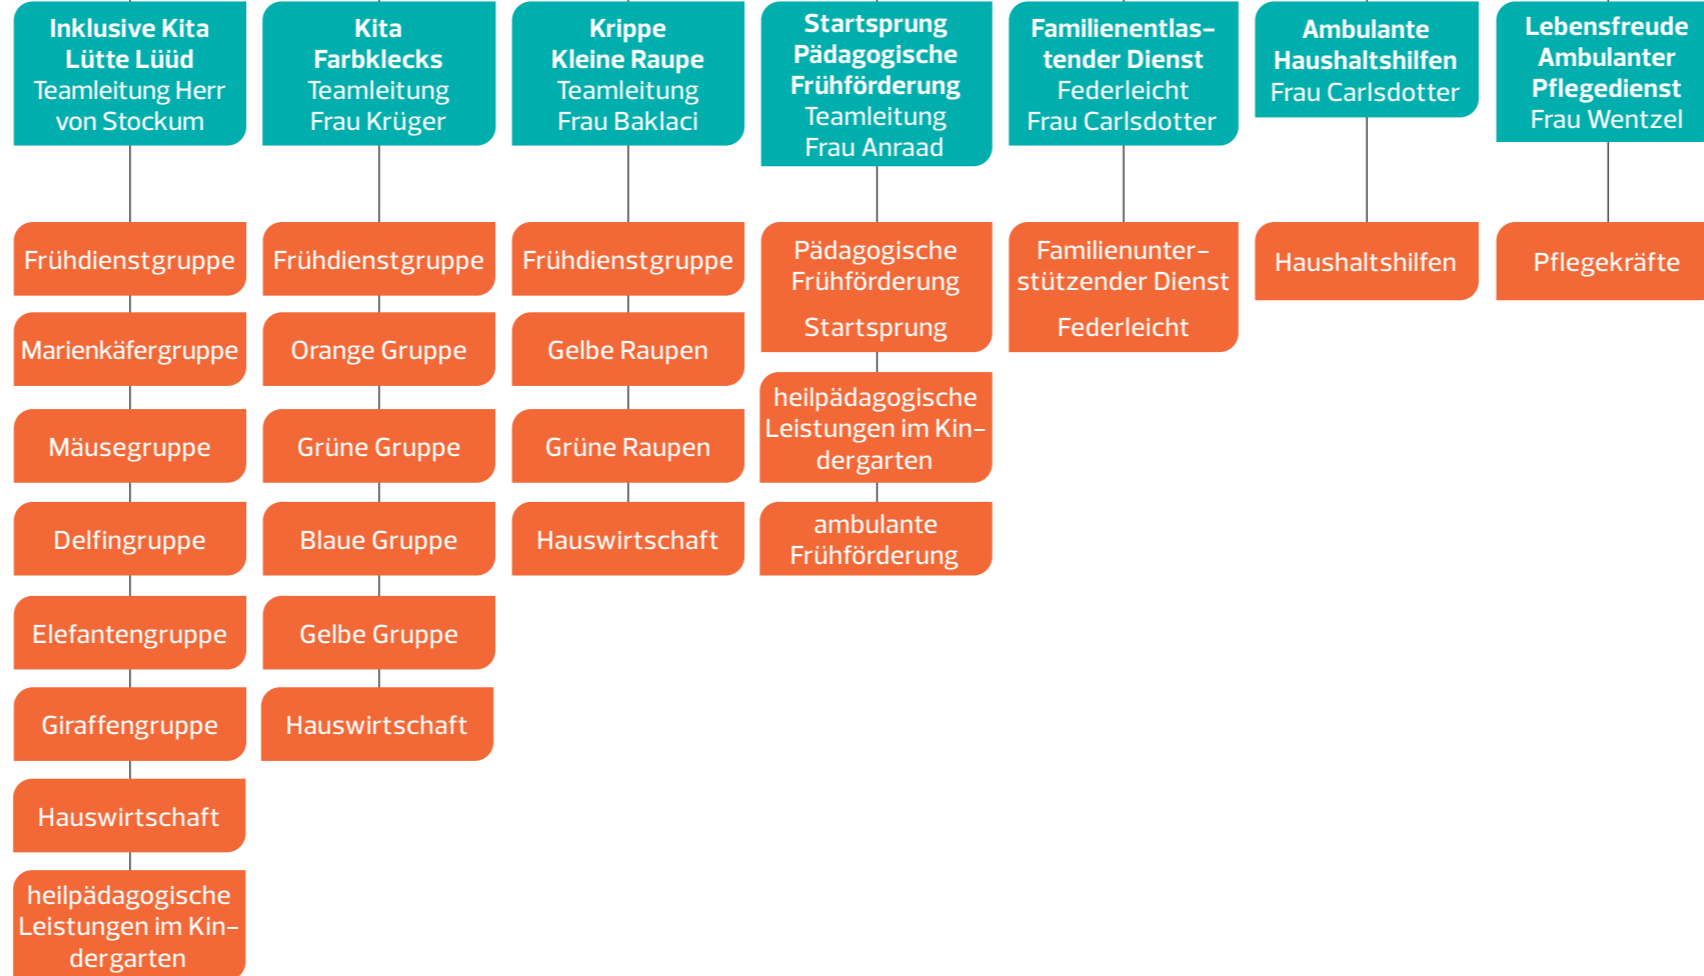 Inklusive Kita
Lütte Lüüd
Teamleitung Herr
von Stockum
Frühdienstgruppe
Marienkäfergruppe
Mäusegruppe
Delfingruppe
Elefantengruppe
Giraffengruppe
Hauswirtschaft
heilpädagogische
Leistungen im Kin-
dergarten
Kita
Farbklecks
Teamleitung
Frau Krüger
Frühdienstgruppe
Orange Gruppe
Grüne Gruppe
Blaue Gruppe
Gelbe Gruppe
Hauswirtschaft
Krippe
Kleine Raupe
Teamleitung
Frau Baklaci
Frühdienstgruppe
Gelbe Raupen
Grüne Raupen
Hauswirtschaft
Startsprung
Pädagogische
Frühförderung
Teamleitung
Frau Anraad
Pädagogische
Frühförderung
Startsprung
heilpädagogische
Leistungen im Kin-
dergarten
ambulante
Frühförderung
Familienentlas-
tender Dienst
Federleicht
Frau Carlsdotter
Familienunter-
stützender Dienst
Federleicht
Ambulante
Haushaltshilfen
Frau Carlsdotter
Haushaltshilfen
Lebensfreude
Ambulanter
Pflegedienst
Frau Wentzel
Pflegekräfte